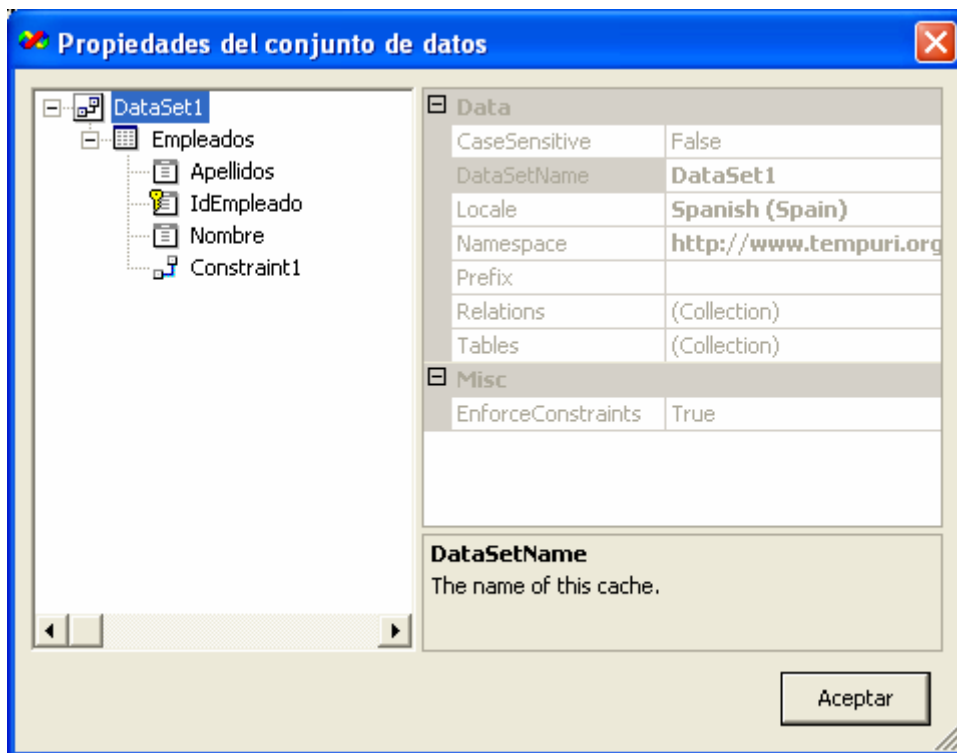 Propiedades del conjunto de datos
DataSet1
Empleados
Apellidos
IdEmpleado
Nombre
Constraint1
Data
CaseSensitive False
DataSetName DataSet1
Locale Spanish (Spain)
Namespace http://www.tempuri.org
Prefix
Relations (Collection)
Tables (Collection)
Misc
EnforceConstraints True
DataSetName
The name of this cache.
Aceptar